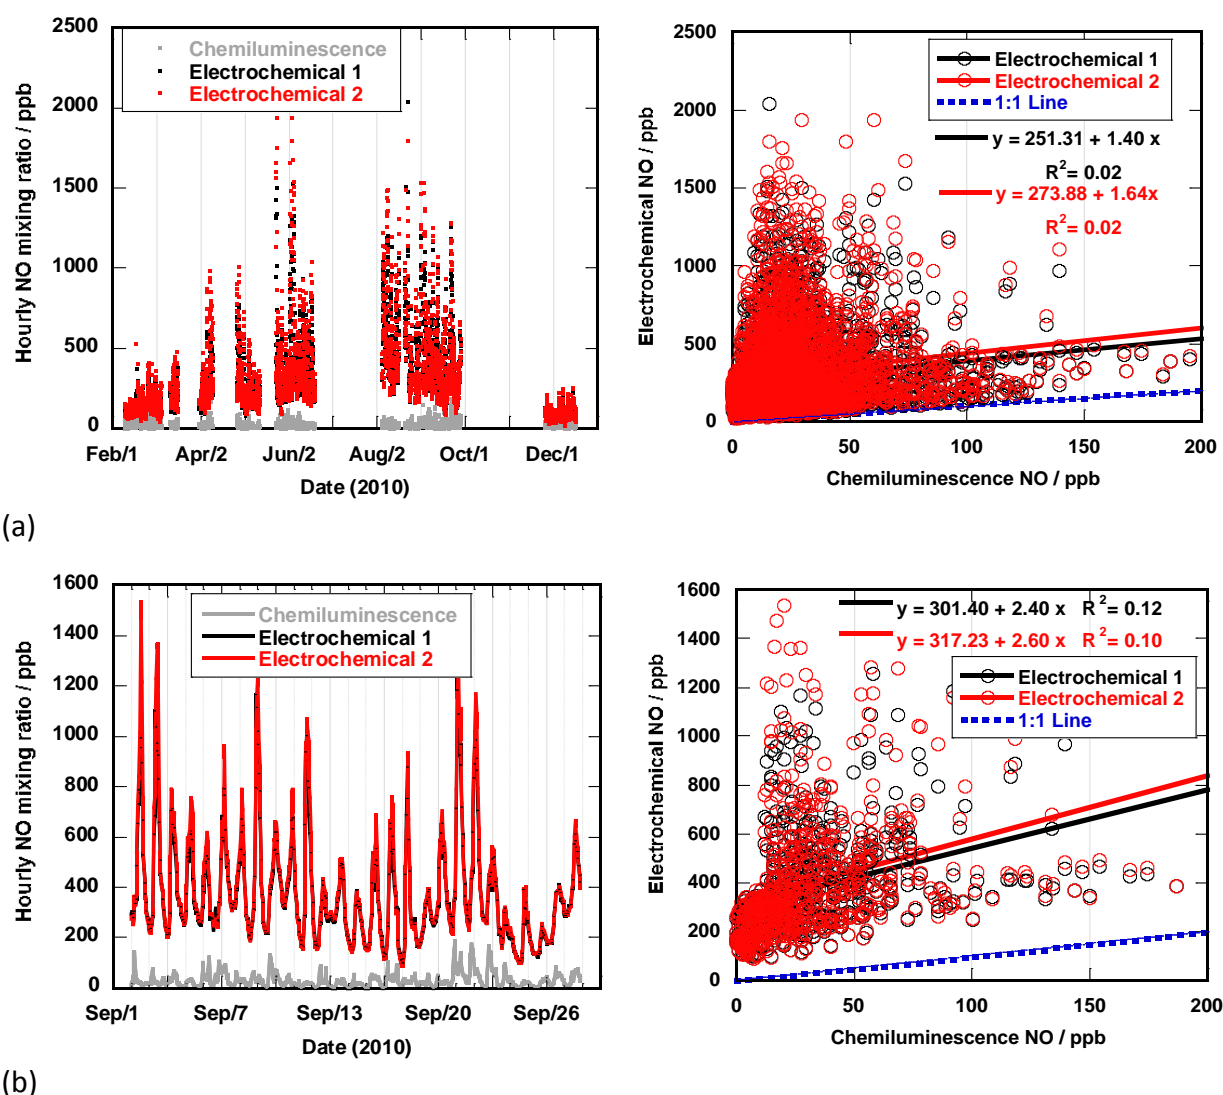 2500
2000
1500
1000
500
0
Hourly NO mixing ratio / ppb
Chemiluminescence
Electrochemical 1
Electrochemical 2
Feb/1 Apr/2 Jun/2 Aug/2 Oct/1 Dec/1
Date (2010)
2500
2000
1500
1000
500
0
Electrochemical NO / ppb
Electrochemical 1
Electrochemical 2
1:1 Line
y = 251.31 + 1.40 x
R2= 0.02
y = 273.88 + 1.64x
R2= 0.02
0 50 100 150 200
Chemiluminescence NO / ppb
(a)
1600
1400
1200
1000
800
600
400
200
0
Hourly NO mixing ratio / ppb
Chemiluminescence
Electrochemical 1
Electrochemical 2
Sep/1 Sep/7 Sep/13 Sep/20 Sep/26
Date (2010)
1600
1400
1200
1000
800
600
400
200
0
Electrochemical NO / ppb
y = 301.40 + 2.40 x R2= 0.12
y = 317.23 + 2.60 x R2= 0.10
Electrochemical 1
Electrochemical 2
1:1 Line
0 50 100 150 200
Chemiluminescence NO / ppb
(b)